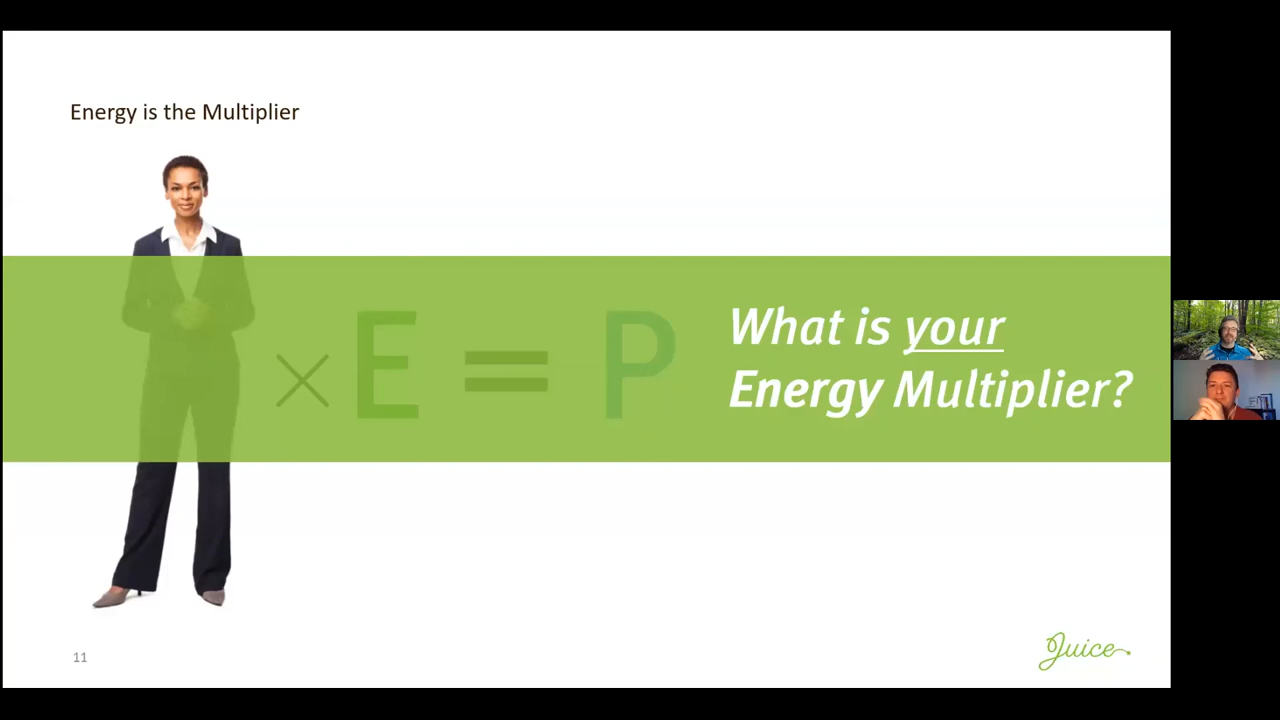 Energy is the Multiplier
× E = P
What is your
Energy Multiplier?
11
Juice